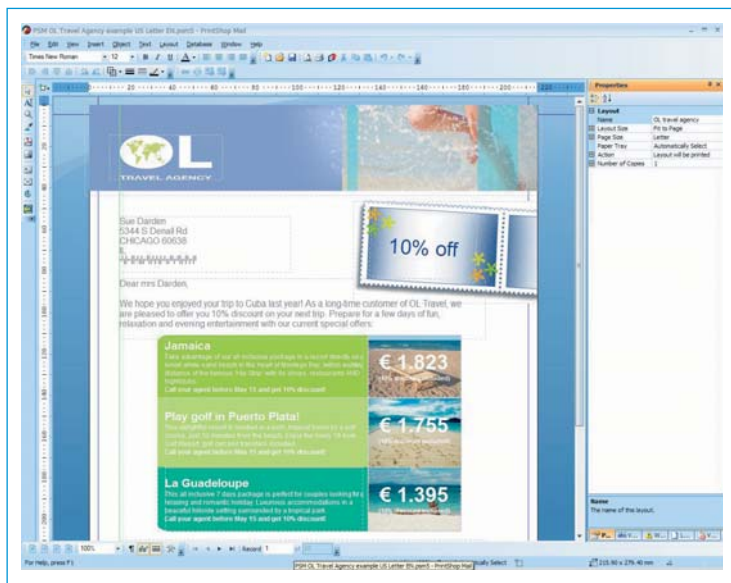 PSM OL Travel Agency example US Letter EN.psm5 - PrintShop Mail
File Edit View Insert Object Text Layout Database Window Help
Times New Roman 12 B I U A
Properties
Layout
Name OL travel agency
Layout Size Fit to Page
Page Size Letter
Paper Tray Automatically Select
Action Layout will be printed
Number of Copies 1
OL
TRAVEL AGENCY
Sue Darden
5344 S Denall Rd
CHICAGO 60638
IL
10% off
Dear mrs Darden,
We hope you enjoyed your trip to Cuba last year! As a long-time customer of OL Travel, we
are pleased to offer you 10% discount on your next trip. Prepare for a few days of fun,
relaxation and evening entertainment with our current special offers:
Jamaica
€ 1.823
Call your agent before May 15 and get 10% discount!
Play golf in Puerto Plata!
€ 1.755
Call your agent before May 15 and get 10% discount!
La Guadeloupe
This all inclusive 7 days package is perfect for couples looking for
relaxing and romantic holiday. Luxurious accommodations in a
beautiful hillside setting surrounded by a tropical park.
Call your agent before May 15 and get 10% discount!
€ 1.395
Name
The name of the layout.
100% Record 1
For Help, press F1
PSM OL Travel Agency example US Letter EN.psm5 - PrintShop Mail
215.90 x 279.40 mm